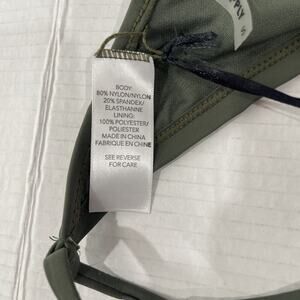 PPLY
S
BODY:
80% NYLON/NYLON
20% SPANDEX/
ELASTHANNE
LINING:
100% POLYESTER/
POLIESTER
MADE IN CHINA
FABRIQUE EN CHINE
SEE REVERSE
FOR CARE